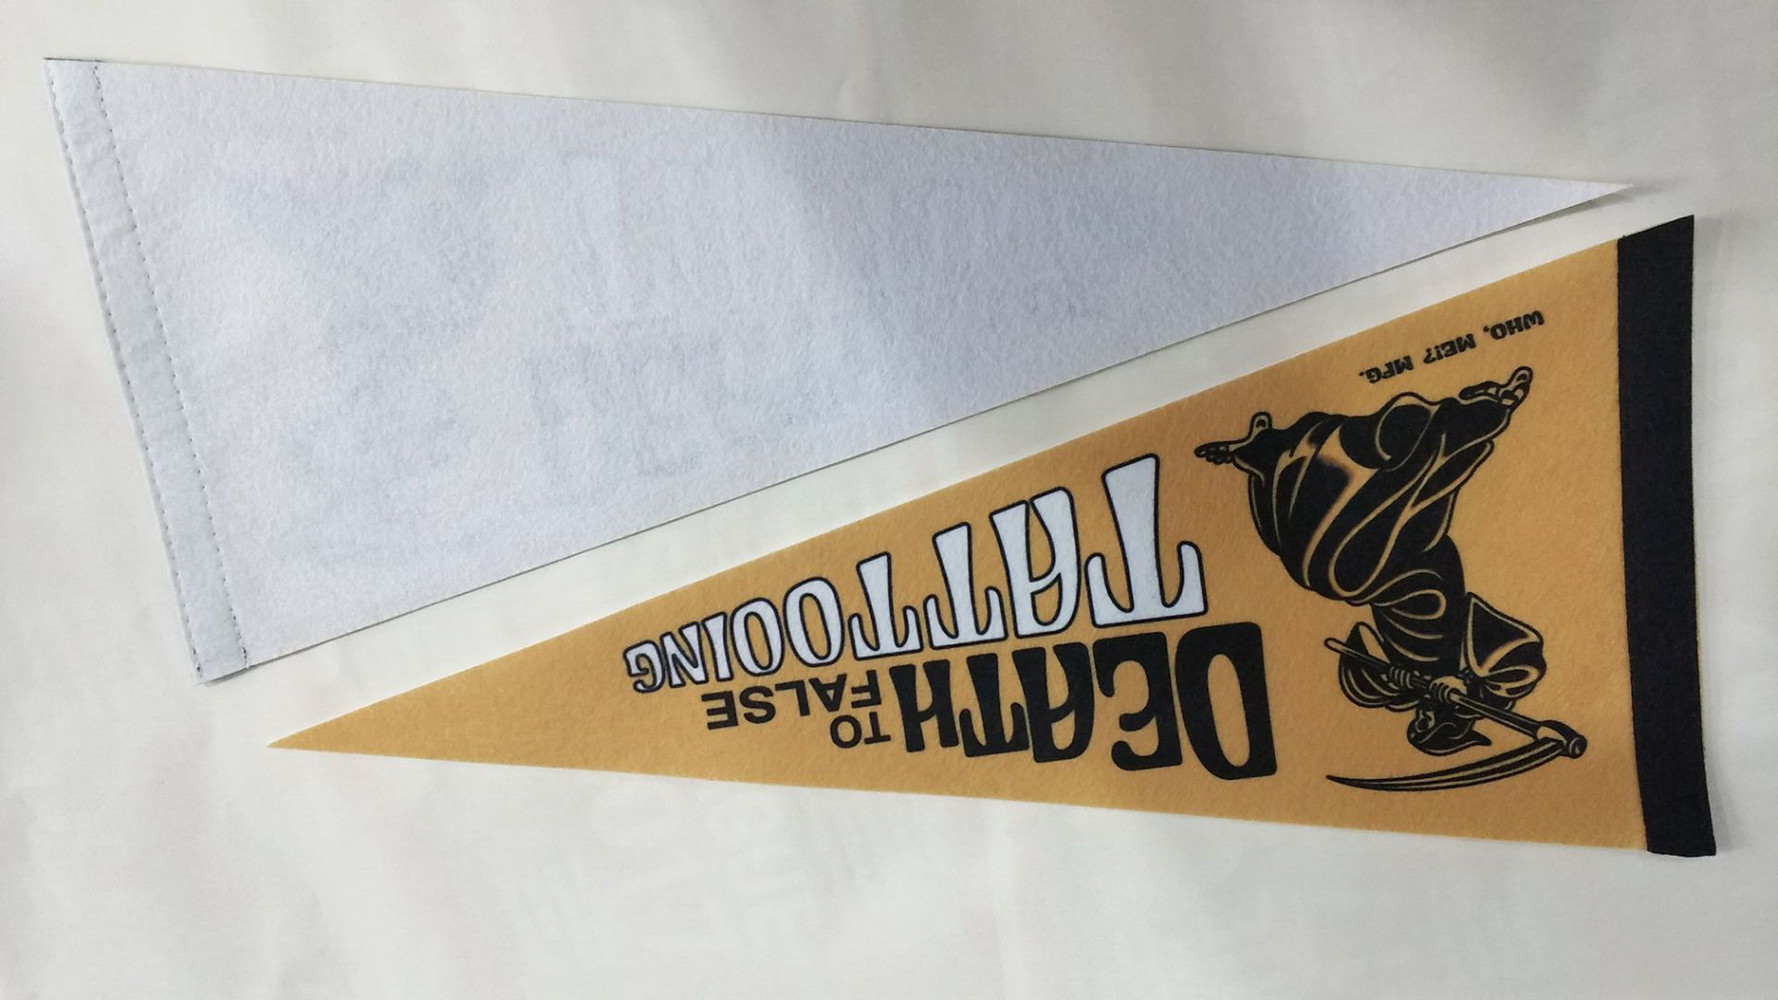 DEATH
TO
FALSE
TATTOOING
WHO, ME!? MFG.